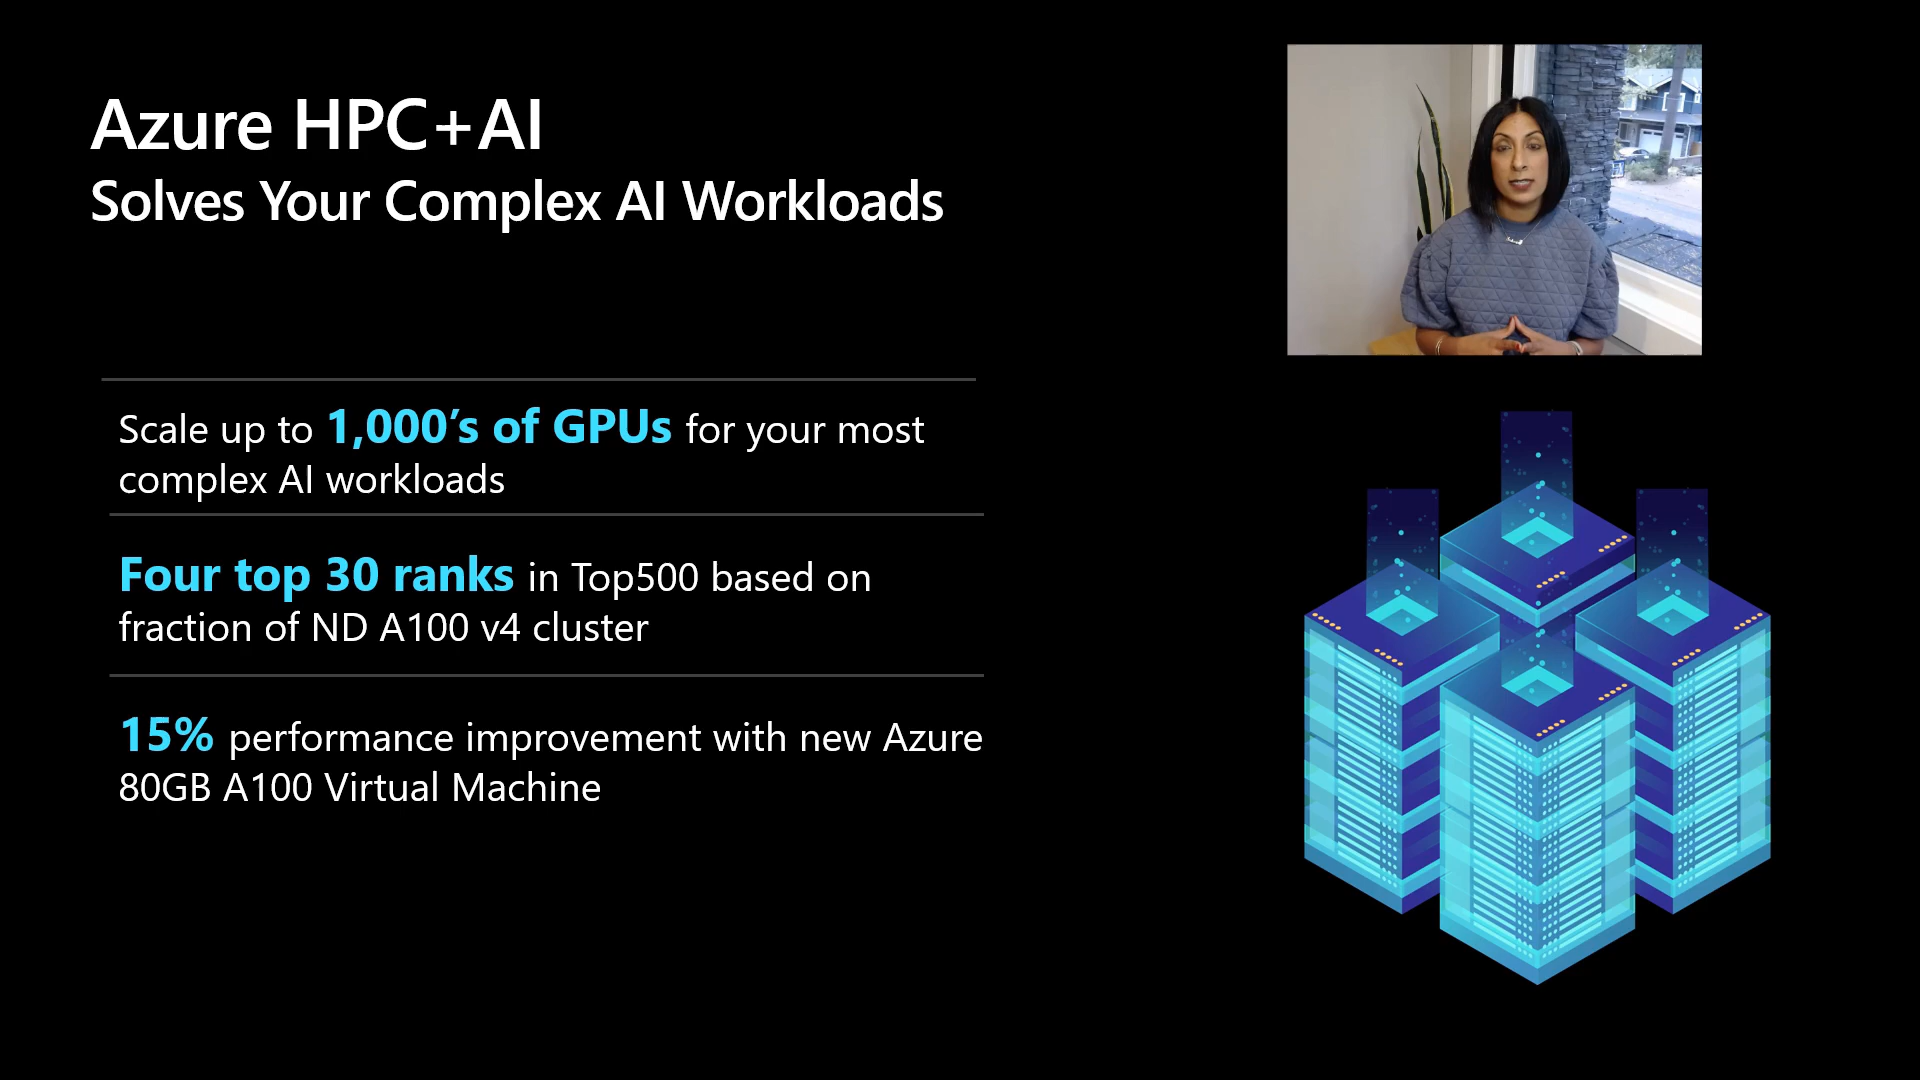 Azure HPC+AI
Solves Your Complex AI Workloads
Scale up to 1,000’s of GPUs for your most
complex AI workloads
Four top 30 ranks in Top500 based on
fraction of ND A100 v4 cluster
15% performance improvement with new Azure
80GB A100 Virtual Machine